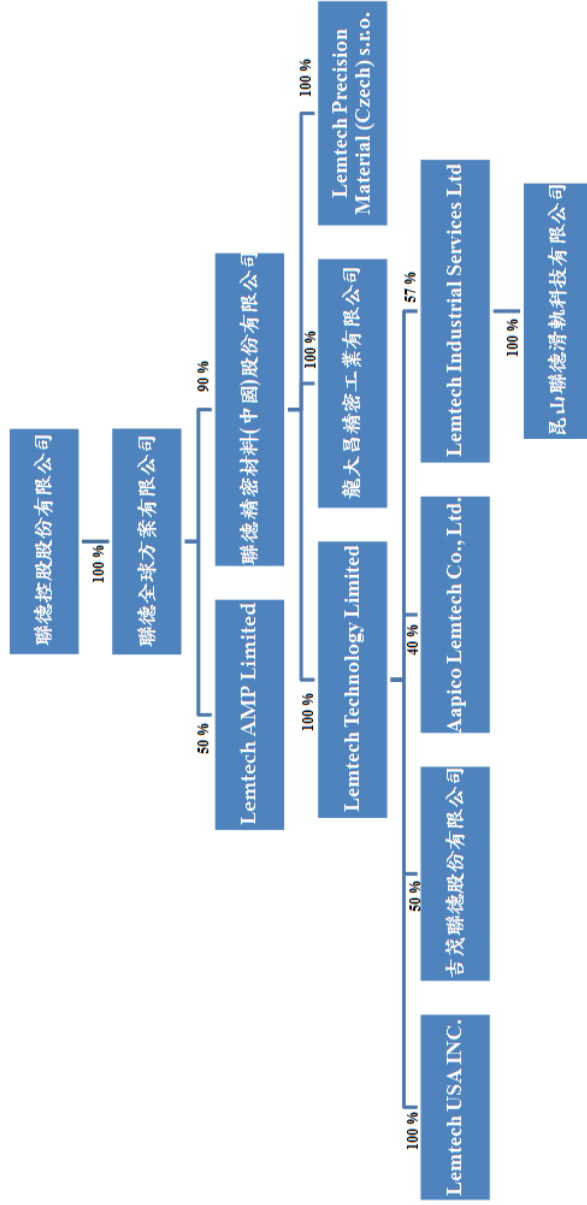 聯德控股股份有限公司
100 %
聯德全球方案有限公司
50 %
90 %
Lemtech AMP Limited
聯德精密材料(中國)股份有限公司
100 %
100 %
100 %
Lemtech Technology Limited
龍大昌精密工業有限公司
Lemtech Precision
Material (Czech) s.r.o.
100 %
50 %
40 %
57 %
Lemtech USA INC.
吉茂聯德股份有限公司
Aapico Lemtech Co., Ltd.
Lemtech Industrial Services Ltd
100 %
昆山聯德滑軌科技有限公司